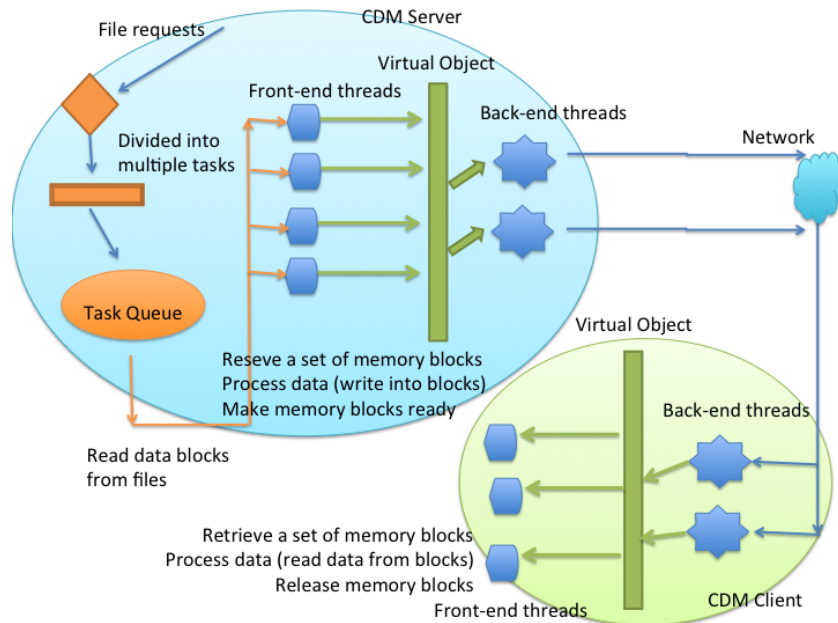 CDM Server
File requests
Virtual Object
Front-end threads
Back-end threads
Divided into
multiple tasks
Network
Task Queue
Reseve a set of memory blocks
Process data (write into blocks)
Make memory blocks ready
Read data blocks
from files
Virtual Object
Back-end threads
Retrieve a set of memory blocks
Process data (read data from blocks)
Release memory blocks
Front-end threads
CDM Client